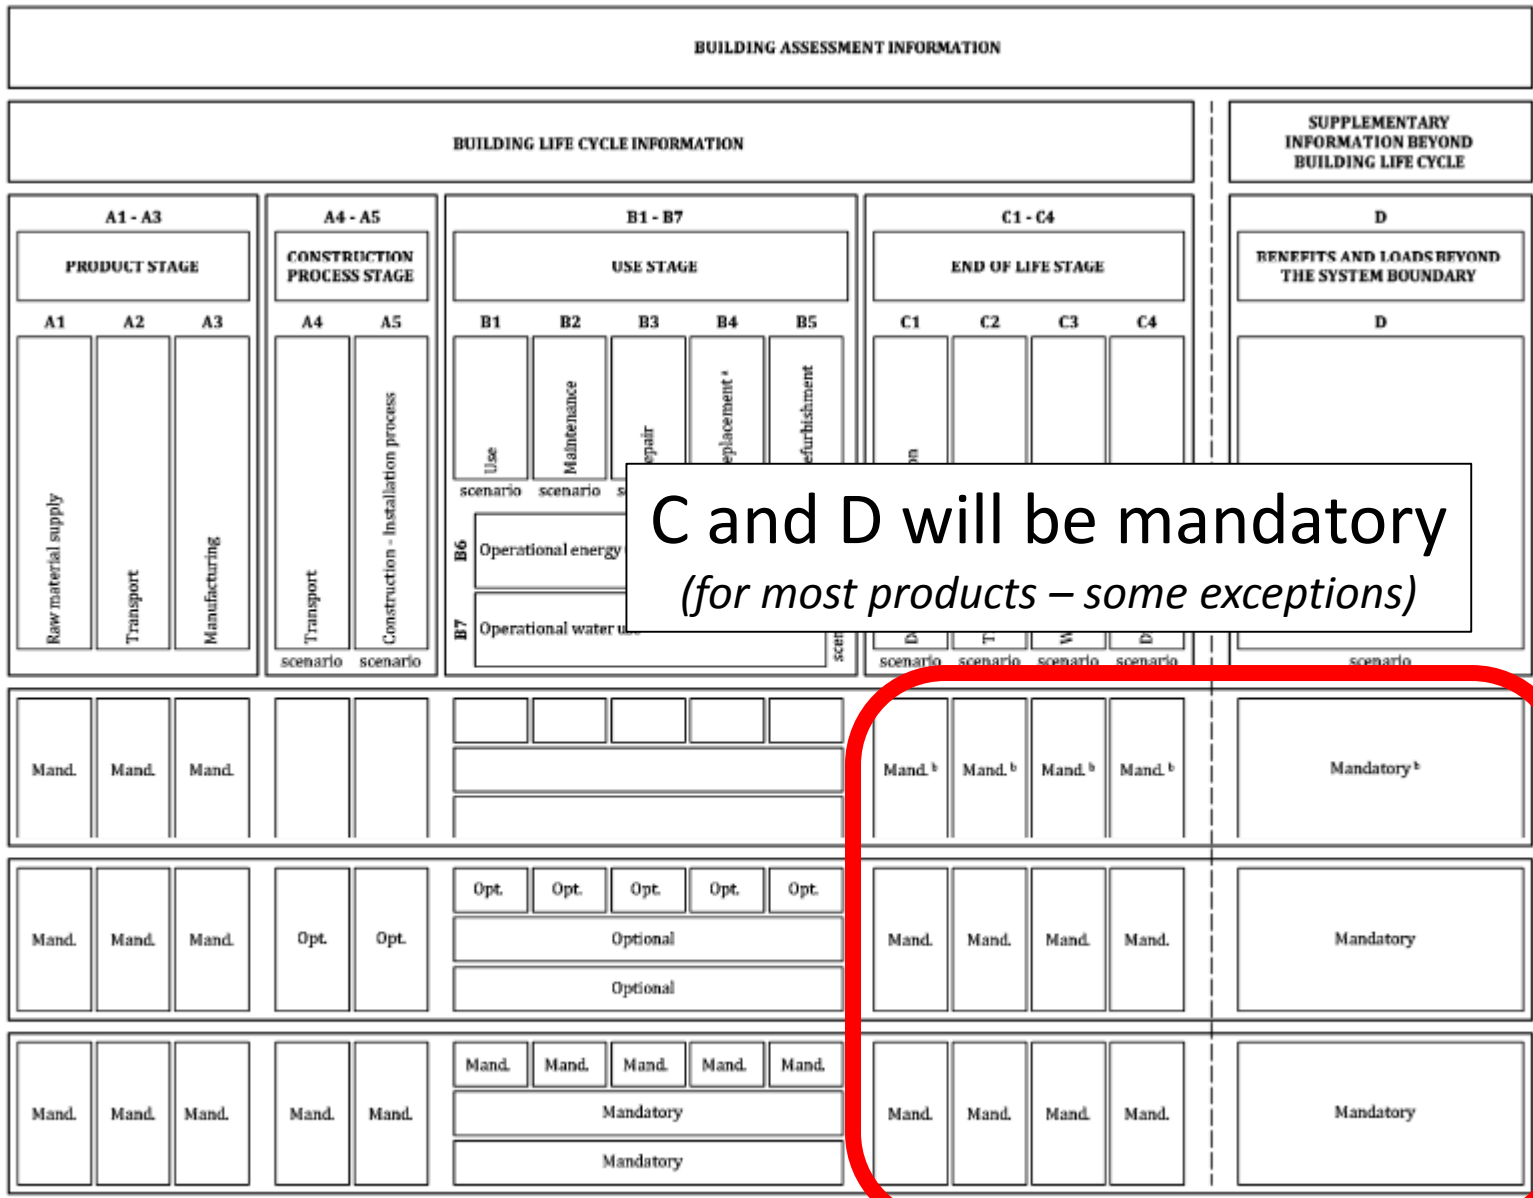 BUILDING ASSESSMENT INFORMATION
BUILDING LIFE CYCLE INFORMATION
SUPPLEMENTARY
INFORMATION BEYOND
BUILDING LIFE CYCLE
A1 - A3
A4 - A5
B1 - B7
C1 - C4
D
PRODUCT STAGE
CONSTRUCTION
PROCESS STAGE
USE STAGE
END OF LIFE STAGE
BENEFITS AND LOADS BEYOND
THE SYSTEM BOUNDARY
A1 A2 A3 A4 A5 B1 B2 B3 B4 B5 C1 C2 C3 C4 D
Raw material supply
Transport
Manufacturing
Transport
scenario
Construction - Installation process
scenario
Use
scenario
Maintenance
scenario
epair
eplacement ᵃ
efurbishment
B6 Operational energy
B7 Operational water
C and D will be mandatory
(for most products – some exceptions)
scenario scenario scenario scenario scenario
Mand. Mand. Mand. Mand. ᵇ Mand. ᵇ Mand. ᵇ Mand. ᵇ Mandatory ᵇ
Opt. Opt. Opt. Opt. Opt.
Mand. Mand. Mand. Opt. Opt. Optional Mand. Mand. Mand. Mand. Mandatory
Optional
Mand. Mand. Mand. Mand. Mand.
Mand. Mand. Mand. Mand. Mand. Mandatory Mand. Mand. Mand. Mand. Mandatory
Mandatory